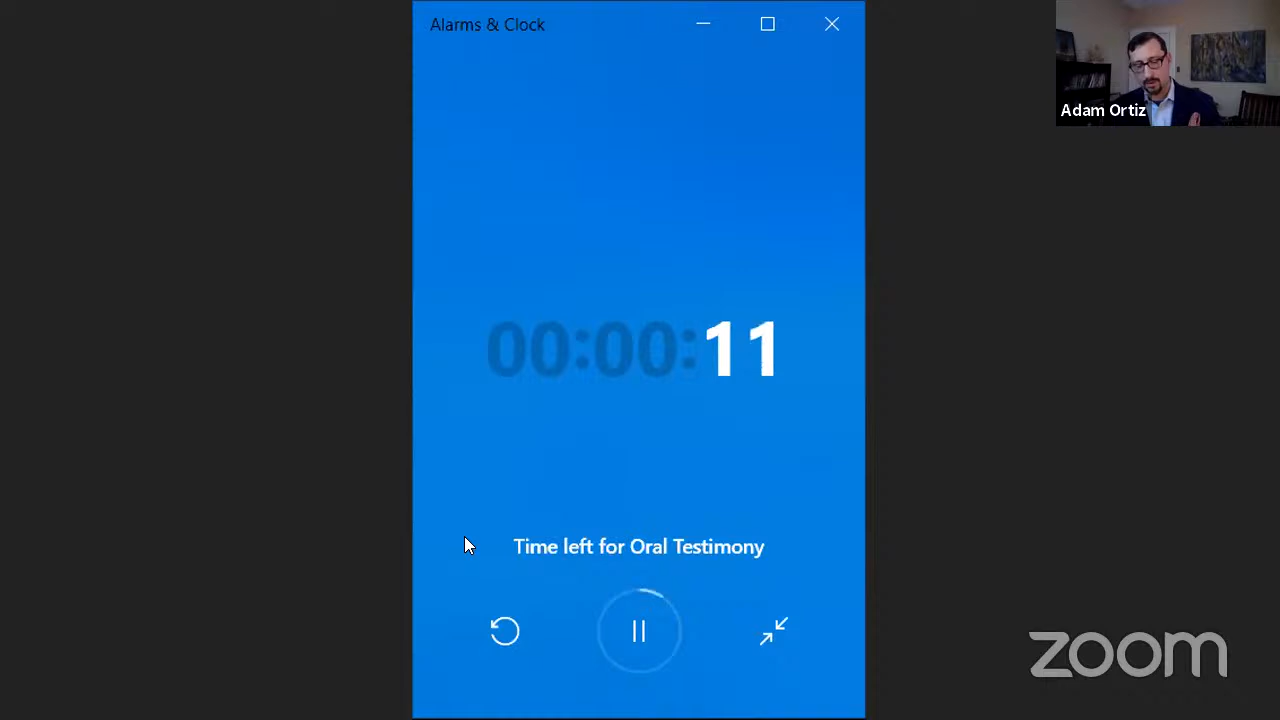 Alarms & Clock
Adam Ortiz
00:00:11
Time left for Oral Testimony
zoom